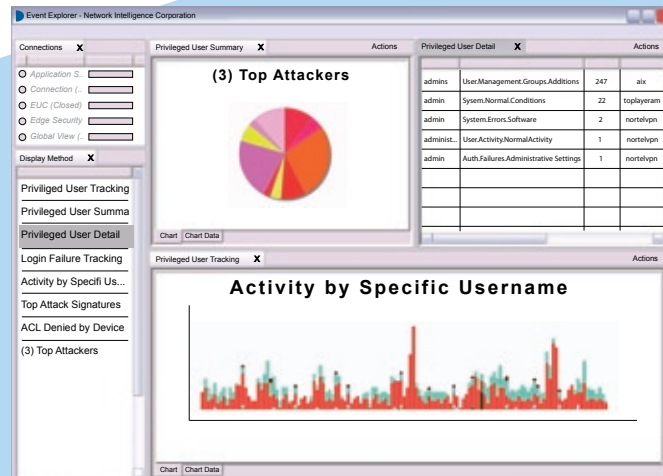 Event Explorer - Network Intelligence Corporation
Connections X
Application S..
Connection (..
EUC (Closed)
Edge Security
Global View (..
Display Method X
Priviliged User Tracking
Privileged User Summa
Privileged User Detail
Login Failure Tracking
Activity by Specifi Us...
Top Attack Signatures
ACL Denied by Device
(3) Top Attackers
Privileged User Summary X Actions
(3) Top Attackers
Chart Chart Data
Privileged User Detail X Actions
admins User.Management.Groups.Additions 247 aix
admin Sysem.Normal.Conditions 22 toplayeram
admin System.Errors.Software 2 nortelvpn
administ... User.Activity.NormalActivity 1 nortelvpn
admin Auth.Failures.Administrative Settings 1 nortelvpn
Privileged User Tracking X Actions
Activity by Specific Username
Chart Chart Data